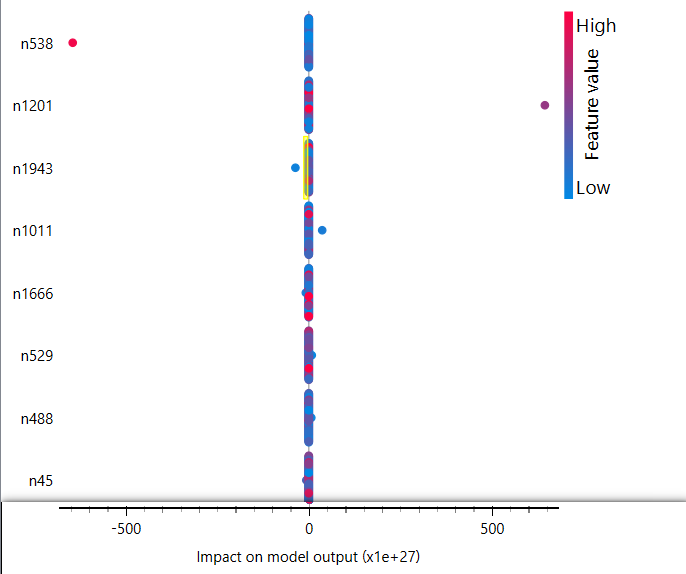 High
n538
n1201
Feature value
n1943
Low
n1011
n1666
n529
n488
n45
-500
0
500
Impact on model output (x1e+27)